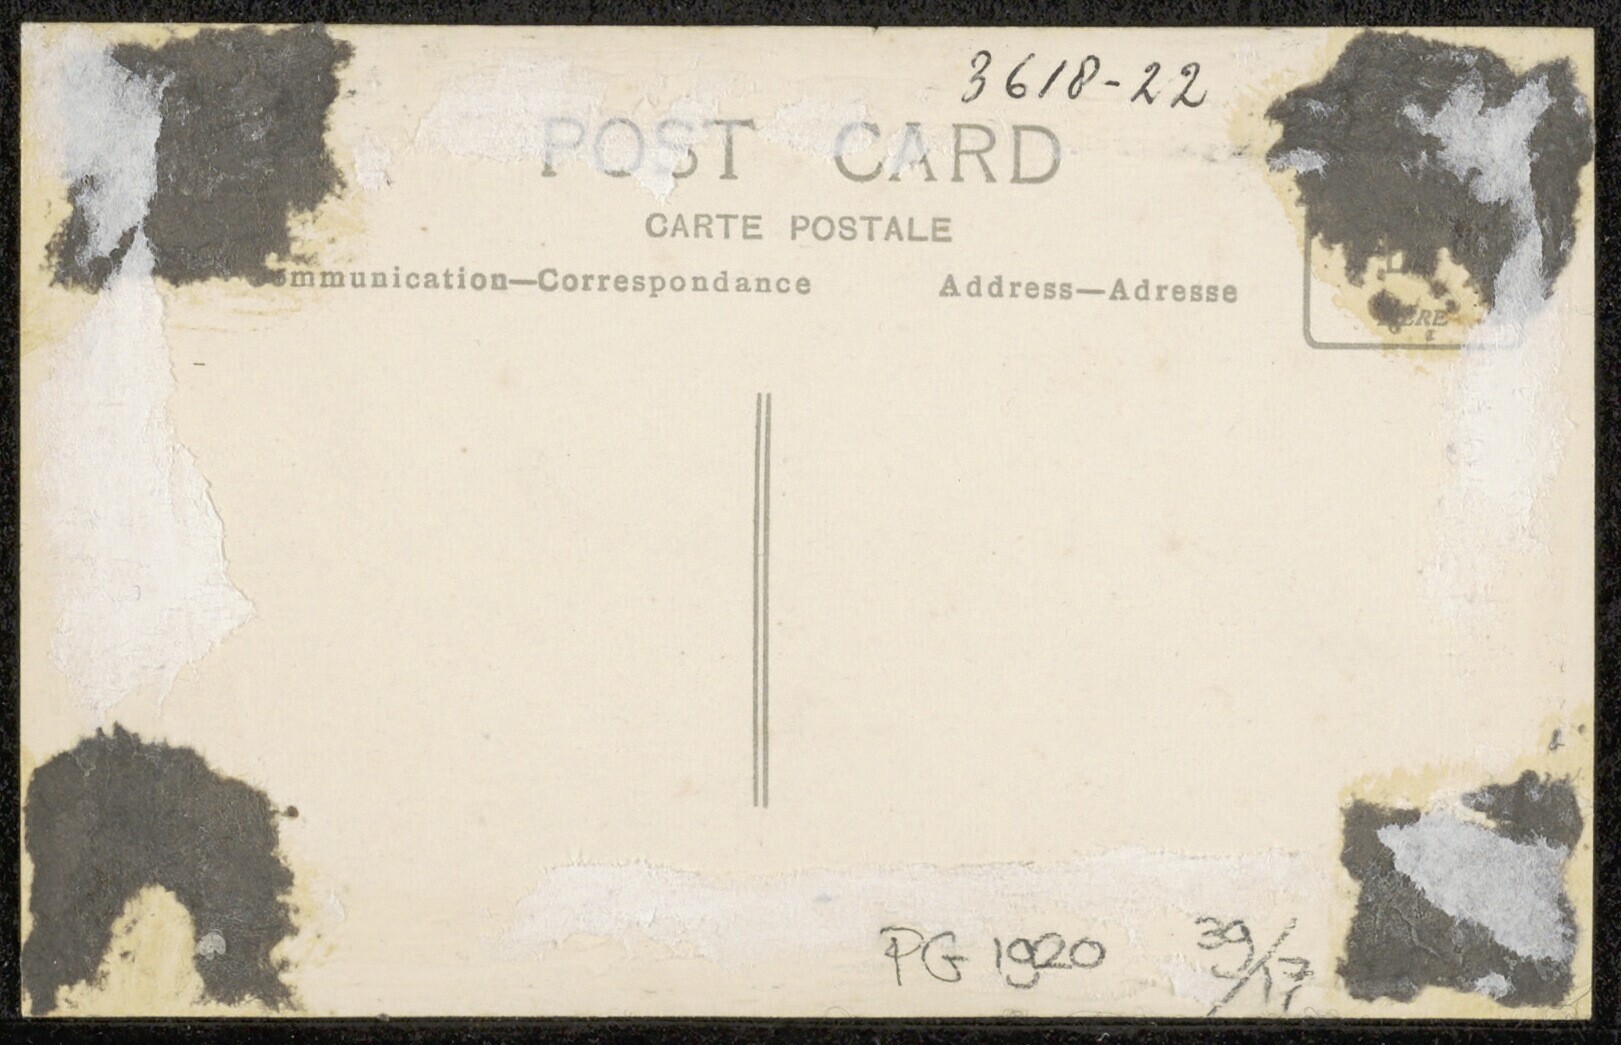 3618-22
POST CARD
CARTE POSTALE
ommunication—Correspondance
Address—Adresse
PG 1920
39/17